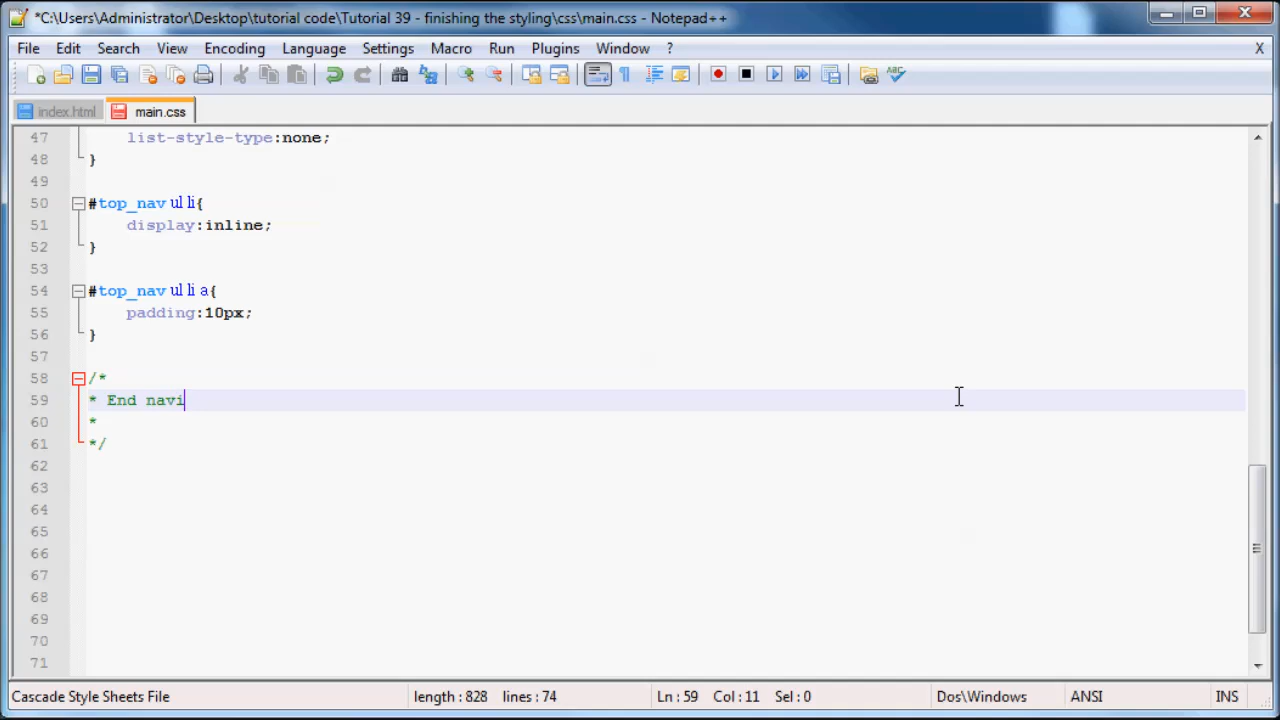 *C:\Users\Administrator\Desktop\tutorial code\Tutorial 39 - finishing the styling\css\main.css - Notepad++
File Edit Search View Encoding Language Settings Macro Run Plugins Window ? X
index.html main.css
47 list-style-type:none;
48 }
49
50 #top_nav ul li{
51 display:inline;
52 }
53
54 #top_nav ul li a{
55 padding:10px;
56 }
57
58 /*
59 * End navi
60 *
61 */
62
63
64
65
66
67
68
69
70
71
Cascade Style Sheets File length : 828 lines : 74 Ln : 59 Col : 11 Sel : 0 Dos\Windows ANSI INS